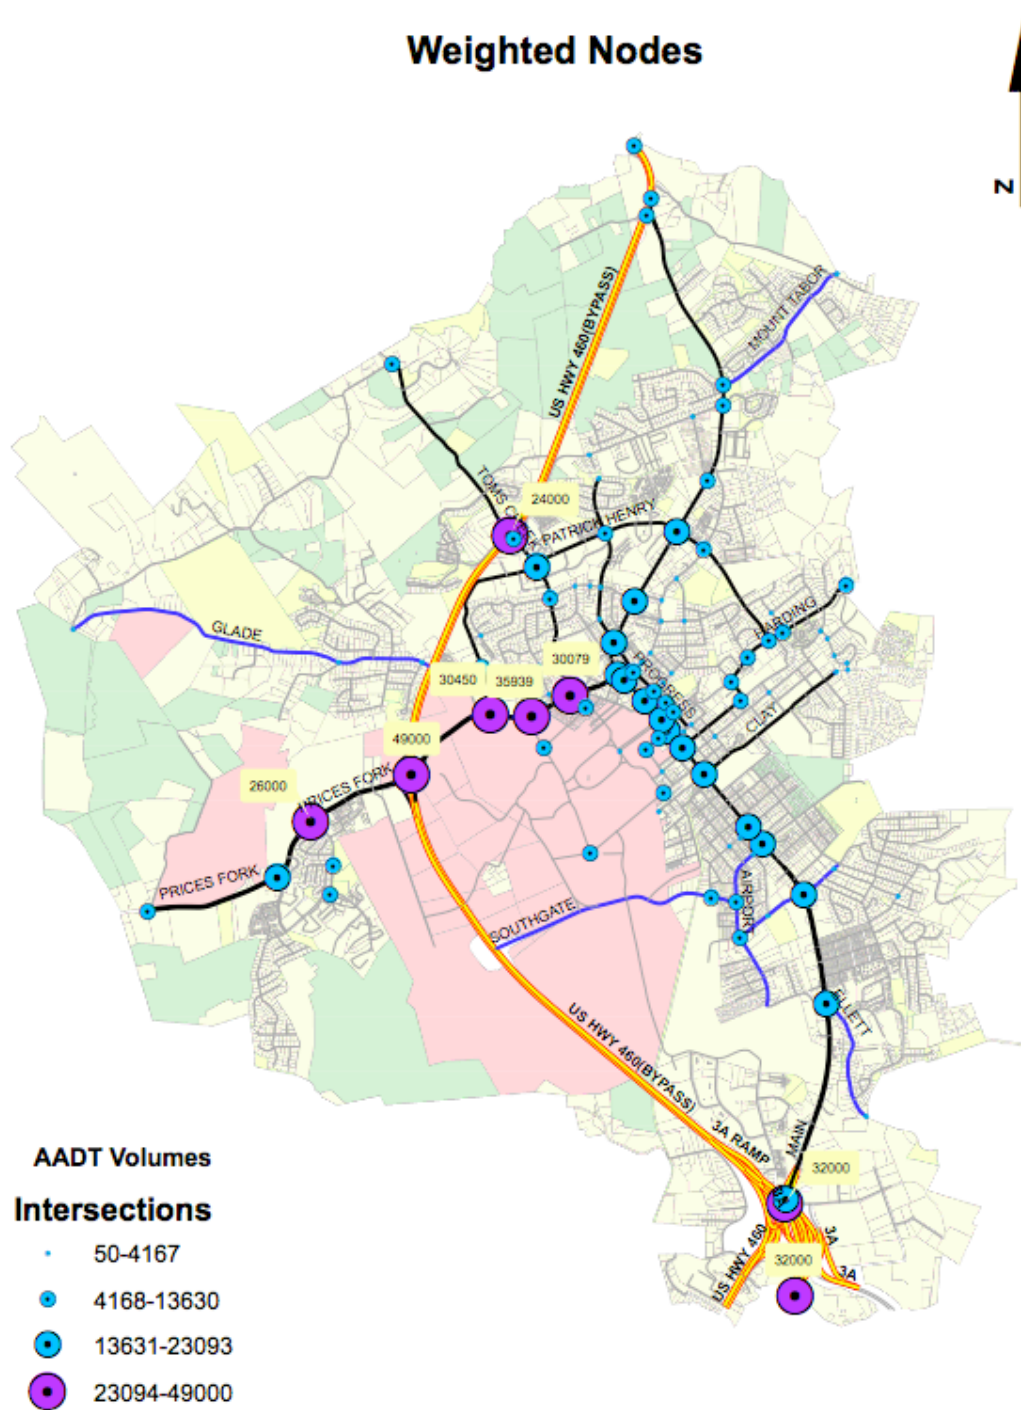 Weighted Nodes
N
MOUNT TABOR
US HWY 460(BYPASS)
24000
PATRICK HENRY
HARDING
GLADE
30079
30450
35939
PROGRESS
CLAY
49000
26000
PRICES FORK
PRICES FORK
AIRPORT
SOUTHGATE
ELLETT
US HWY 460(BYPASS)
3A RAMP
MAIN
32000
3A
US HWY 460
32000
3A
AADT Volumes
Intersections
50-4167
4168-13630
13631-23093
23094-49000